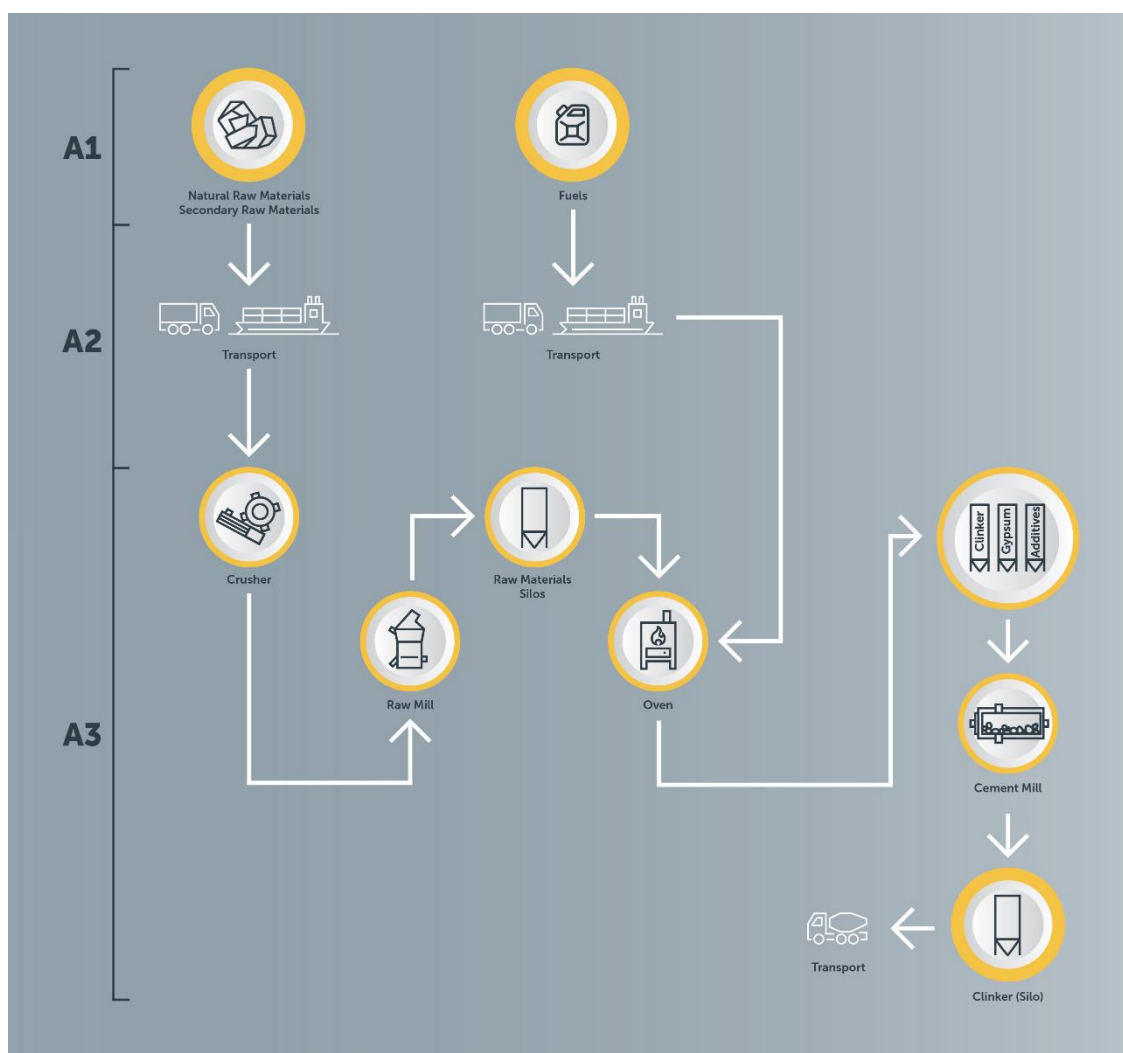 A1
Natural Raw Materials
Secondary Raw Materials
Fuels
A2
Transport
Transport
Clinker
Gypsum
Additives
Crusher
Raw Materials
Silos
Raw Mill
Oven
A3
Cement Mill
Transport
Clinker (Silo)